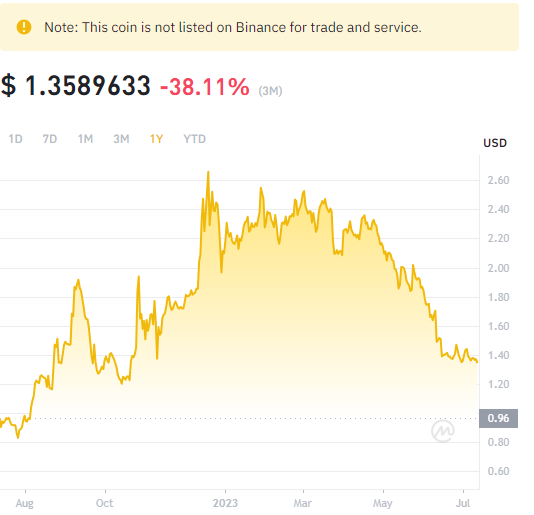 Note: This coin is not listed on Binance for trade and service.
$ 1.3589633 -38.11% (3M)
1D 7D 1M 3M 1Y YTD
USD
2.60
2.40
2.20
2.00
1.80
1.60
1.40
1.20
0.96
0.80
0.60
Aug Oct 2023 Mar May Jul